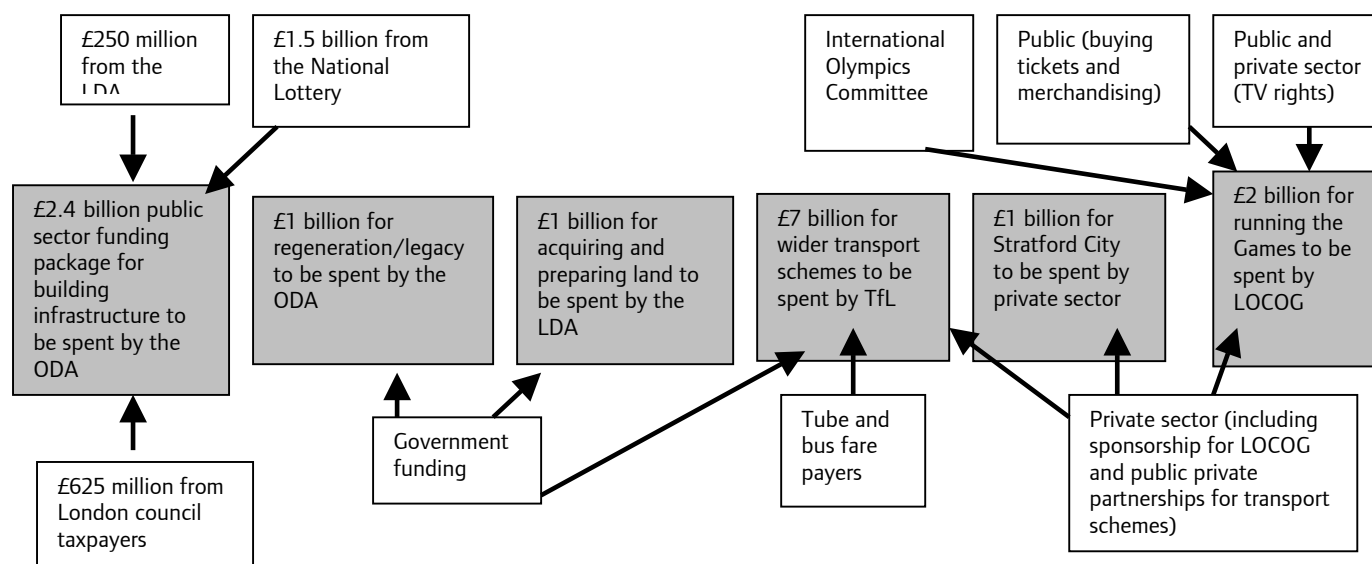 £250 million
from the
LDA
£1.5 billion from
the National
Lottery
International
Olympics
Committee
Public (buying
tickets and
merchandising)
Public and
private sector
(TV rights)
£2.4 billion public
sector funding
package for
building
infrastructure to
be spent by the
ODA
£1 billion for
regeneration/legacy
to be spent by the
ODA
£1 billion for
acquiring and
preparing land to
be spent by the
LDA
£7 billion for
wider transport
schemes to be
spent by TfL
£1 billion for
Stratford City
to be spent by
private sector
£2 billion for
running the
Games to be
spent by
LOCOG
£625 million from
London council
taxpayers
Government
funding
Tube and
bus fare
payers
Private sector (including
sponsorship for LOCOG
and public private
partnerships for transport
schemes)